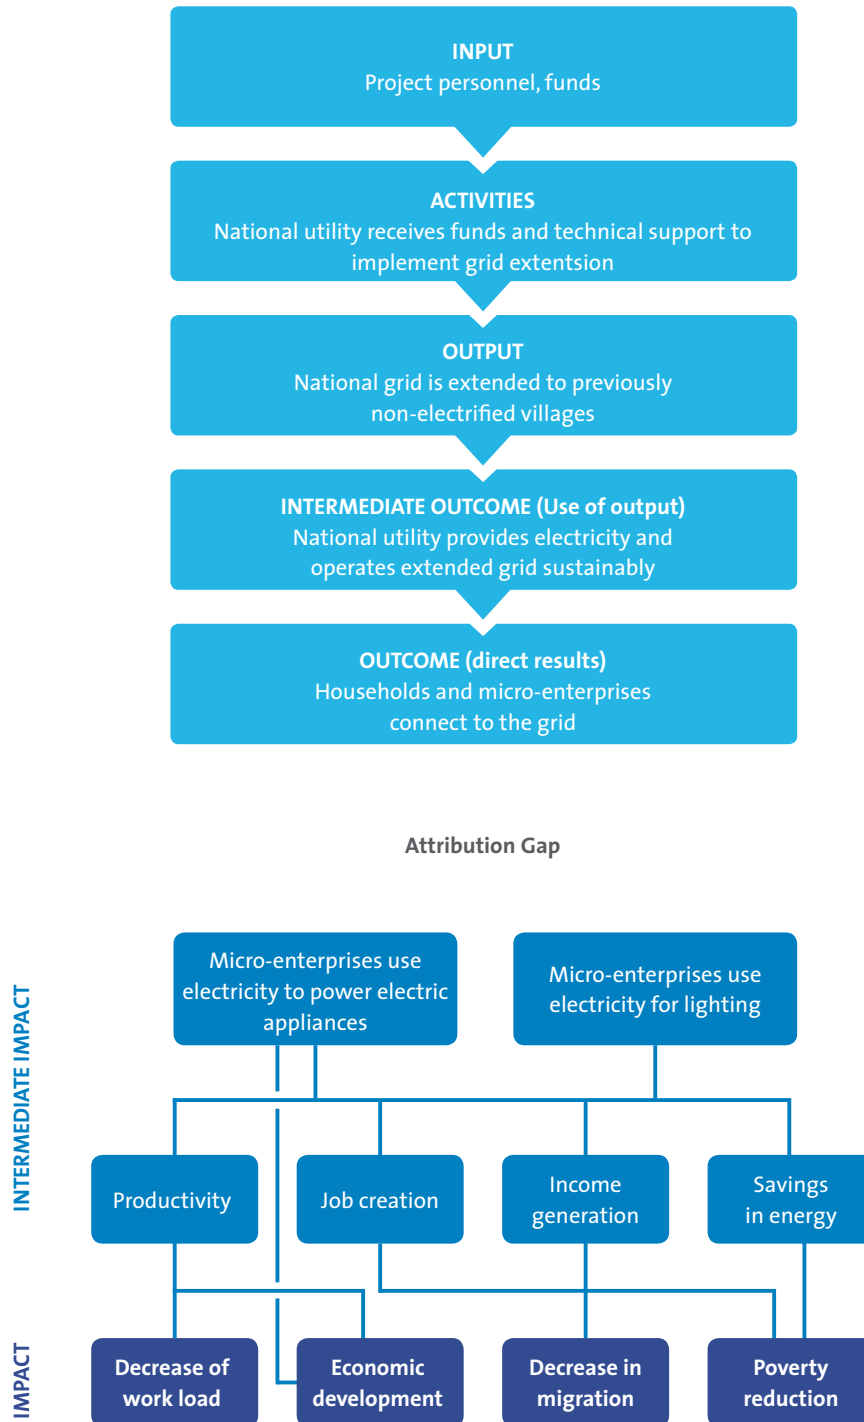 INPUT
Project personnel, funds
ACTIVITIES
National utility receives funds and technical support to
implement grid extentsion
OUTPUT
National grid is extended to previously
non-electrified villages
INTERMEDIATE OUTCOME (Use of output)
National utility provides electricity and
operates extended grid sustainably
OUTCOME (direct results)
Households and micro-enterprises
connect to the grid
Attribution Gap
INTERMEDIATE IMPACT
Micro-enterprises use
electricity to power electric
appliances
Micro-enterprises use
electricity for lighting
Productivity
Job creation
Income
generation
Savings
in energy
IMPACT
Decrease of
work load
Economic
development
Decrease in
migration
Poverty
reduction